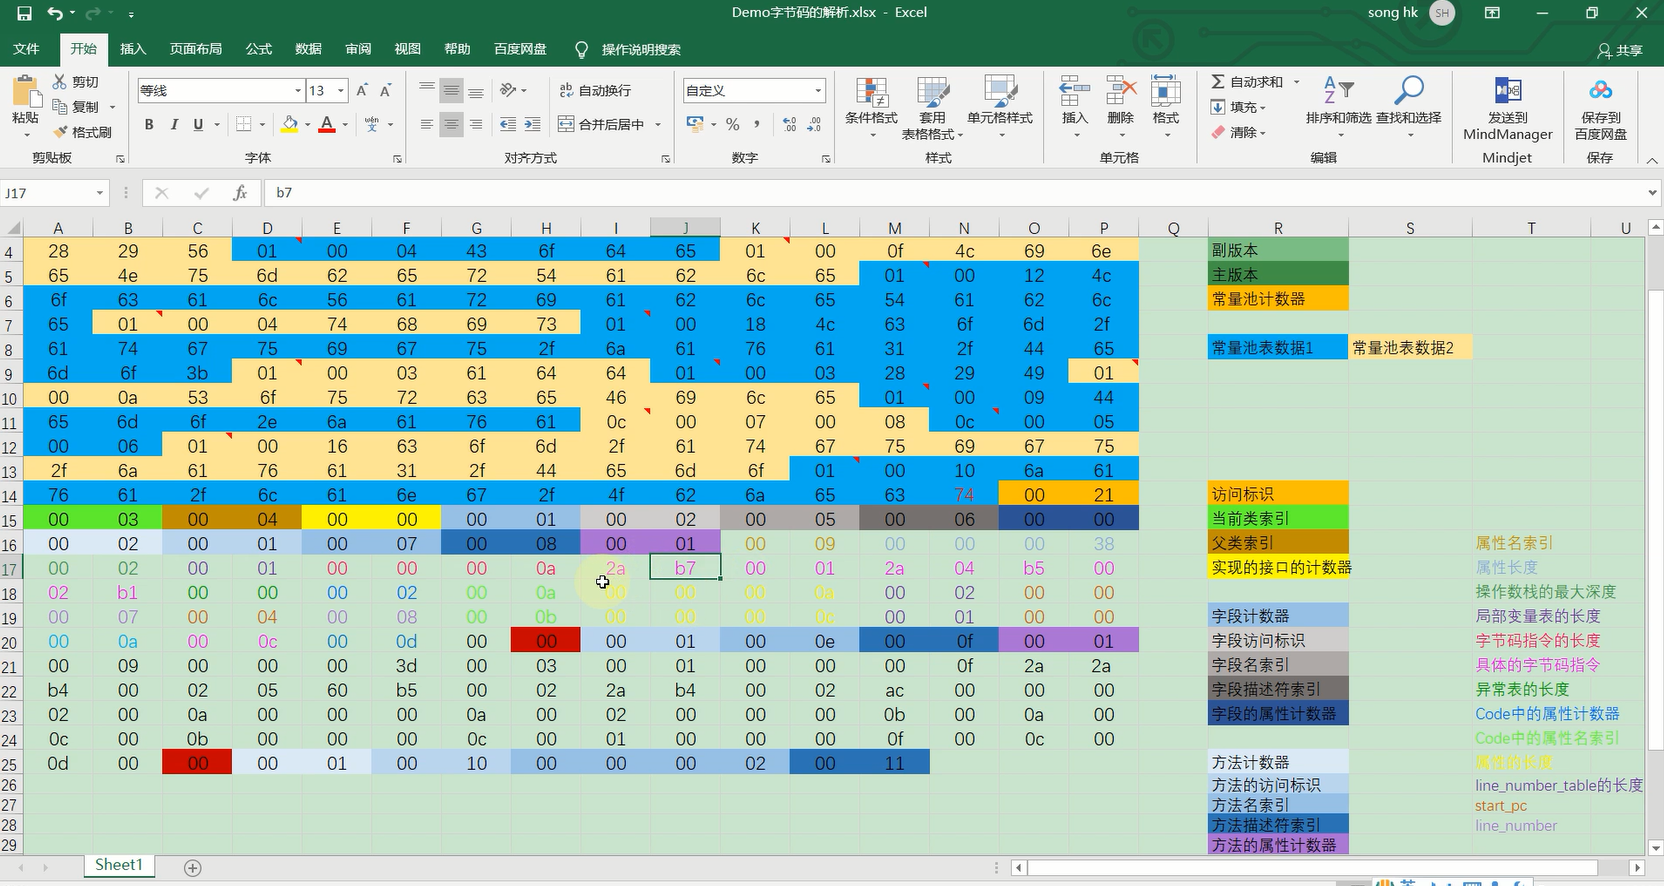 Demo字节码的解析.xlsx - Excel
song hk SH
文件 开始 插入 页面布局 公式 数据 审阅 视图 帮助 百度网盘 操作说明搜索 共享
粘贴 剪切 等线 13 自动换行 自定义 条件格式 套用 单元格样式 插入 删除 格式 自动求和 排序和筛选 查找和选择 发送到 保存到
复制 表格格式 填充 MindManager 百度网盘
格式刷 B I U A 合并后居中 % 清除
剪贴板 字体 对齐方式 数字 样式 单元格 编辑 Mindjet 保存
J17 fx b7
A B C D E F G H I J K L M N O P Q R S T U
4 28 29 56 01 00 04 43 6f 64 65 01 00 0f 4c 69 6e 副版本
5 65 4e 75 6d 62 65 72 54 61 62 6c 65 01 00 12 4c 主版本
6 6f 63 61 6c 56 61 72 69 61 62 6c 65 54 61 62 6c 常量池计数器
7 65 01 00 04 74 68 69 73 01 00 18 4c 63 6f 6d 2f
8 61 74 67 75 69 67 75 2f 6a 61 76 61 31 2f 44 65 常量池表数据1 常量池表数据2
9 6d 6f 3b 01 00 03 61 64 64 01 00 03 28 29 49 01
10 00 0a 53 6f 75 72 63 65 46 69 6c 65 01 00 09 44
11 65 6d 6f 2e 6a 61 76 61 0c 00 07 00 08 0c 00 05
12 00 06 01 00 16 63 6f 6d 2f 61 74 67 75 69 67 75
13 2f 6a 61 76 61 31 2f 44 65 6d 6f 01 00 10 6a 61
14 76 61 2f 6c 61 6e 67 2f 4f 62 6a 65 63 74 00 21 访问标识
15 00 03 00 04 00 00 00 01 00 02 00 05 00 06 00 00 当前类索引
16 00 02 00 01 00 07 00 08 00 01 00 09 00 00 00 38 父类索引 属性名索引
17 00 02 00 01 00 00 00 0a 2a b7 00 01 2a 04 b5 00 实现的接口的计数器 属性长度
18 02 b1 00 00 00 02 00 0a 00 00 00 0a 00 02 00 00 操作数栈的最大深度
19 00 07 00 04 00 08 00 0b 00 00 00 0c 00 01 00 00 字段计数器 局部变量表的长度
20 00 0a 00 0c 00 0d 00 00 00 01 00 0e 00 0f 00 01 字段访问标识 字节码指令的长度
21 00 09 00 00 00 3d 00 03 00 01 00 00 00 0f 2a 2a 字段名索引 具体的字节码指令
22 b4 00 02 05 60 b5 00 02 2a b4 00 02 ac 00 00 00 字段描述符索引 异常表的长度
23 02 00 0a 00 00 00 0a 00 02 00 00 00 0b 00 0a 00 字段的属性计数器 Code中的属性计数器
24 0c 00 0b 00 00 00 0c 00 01 00 00 00 0f 00 0c 00 Code中的属性名索引
25 0d 00 00 00 01 00 10 00 00 00 02 00 11 方法计数器 属性的长度
26 方法的访问标识 line_number_table的长度
27 方法名索引 start_pc
28 方法描述符索引 line_number
29 方法的属性计数器
Sheet1